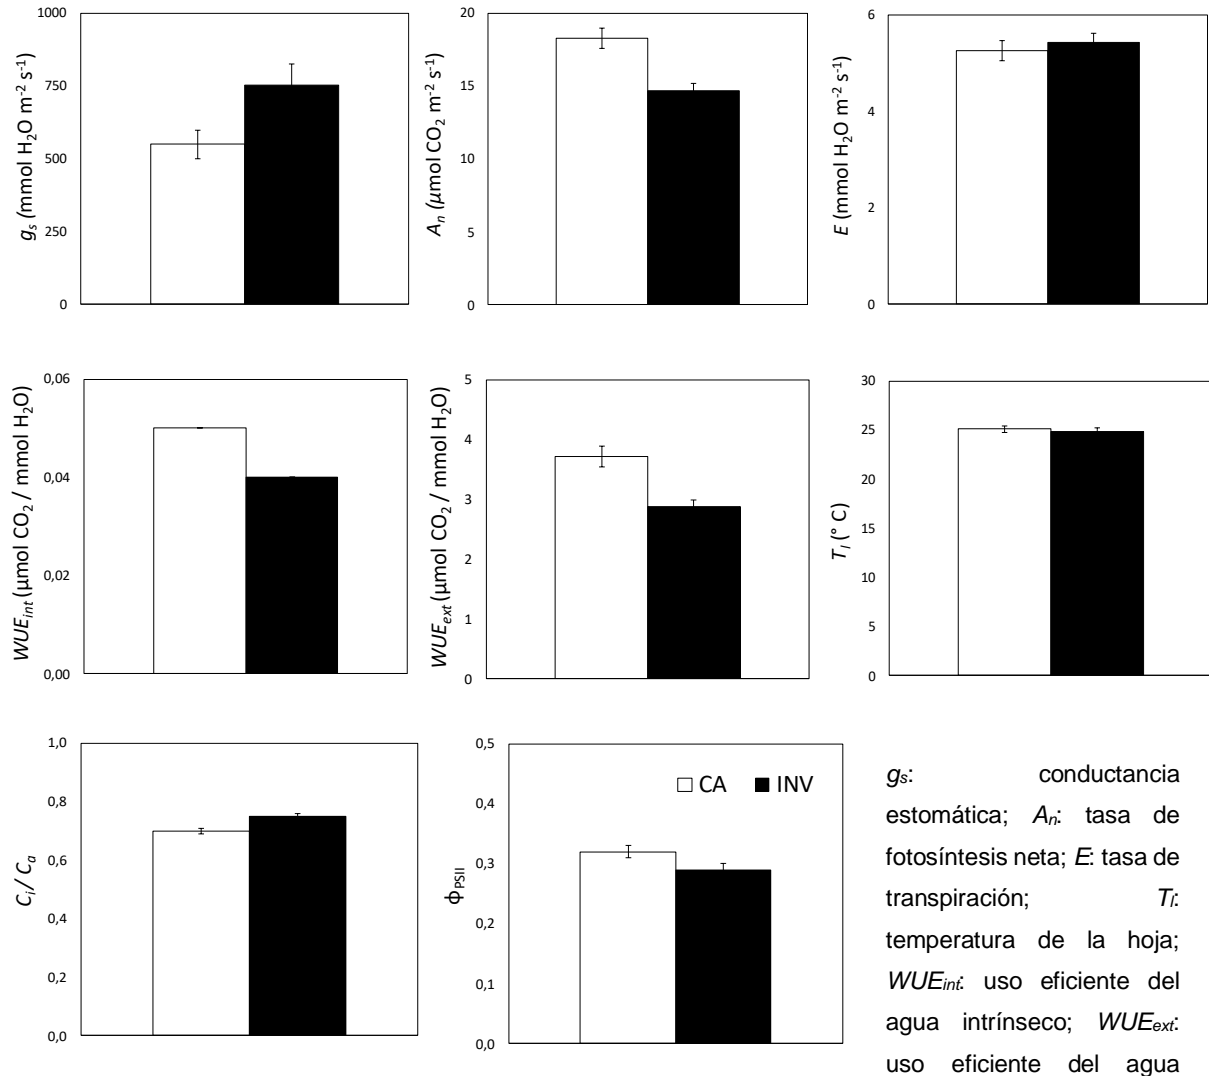 1000
750
500
250
0
gs (mmol H2O m-2 s-1)
20
15
10
5
0
An (µmol CO2 m-2 s-1)
6
4
2
0
E (mmol H2O m-2 s-1)
0,06
0,04
0,02
0,00
WUEint (µmol CO2 / mmol H2O)
5
4
3
2
1
0
WUEext (µmol CO2 / mmol H2O)
30
25
20
15
10
5
0
Tl (° C)
1,0
0,8
0,6
0,4
0,2
0,0
Ci / Ca
0,5
0,4
0,3
0,2
0,1
0,0
ϕPSII
CA INV
gs: conductancia
estomática; An: tasa de
fotosíntesis neta; E: tasa de
transpiración; Tl:
temperatura de la hoja;
WUEint: uso eficiente del
agua intrínseco; WUEext:
uso eficiente del agua